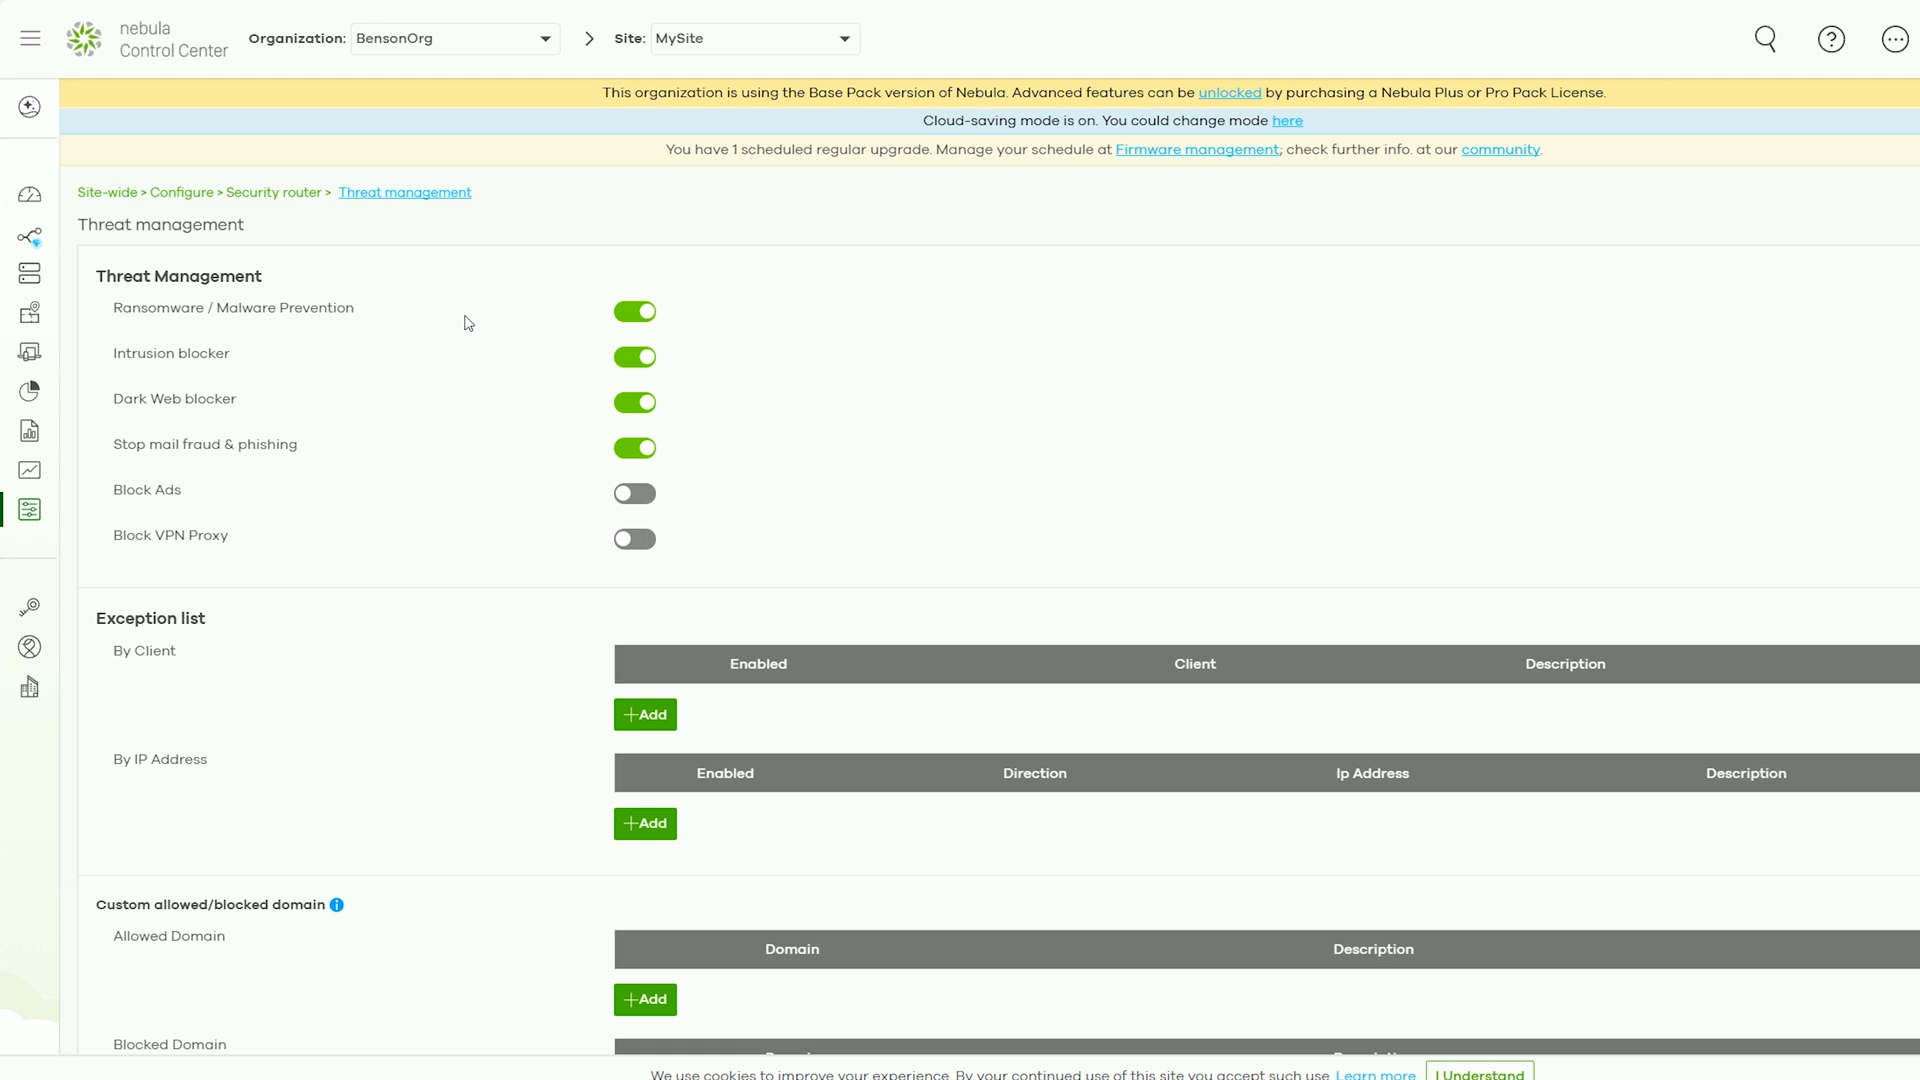 nebula
Control Center
Organization: BensonOrg
Site: MySite
This organization is using the Base Pack version of Nebula. Advanced features can be unlocked by purchasing a Nebula Plus or Pro Pack License.
Cloud-saving mode is on. You could change mode here
You have 1 scheduled regular upgrade. Manage your schedule at Firmware management; check further info. at our community.
Site-wide > Configure > Security router > Threat management
Threat management
Threat Management
Ransomware / Malware Prevention
Intrusion blocker
Dark Web blocker
Stop mail fraud & phishing
Block Ads
Block VPN Proxy
Exception list
By Client
Enabled Client Description
+Add
By IP Address
Enabled Direction Ip Address Description
+Add
Custom allowed/blocked domain
Allowed Domain
Domain Description
+Add
Blocked Domain
We use cookies to improve your experience. By your continued use of this site you accept such use. Learn more I Understand